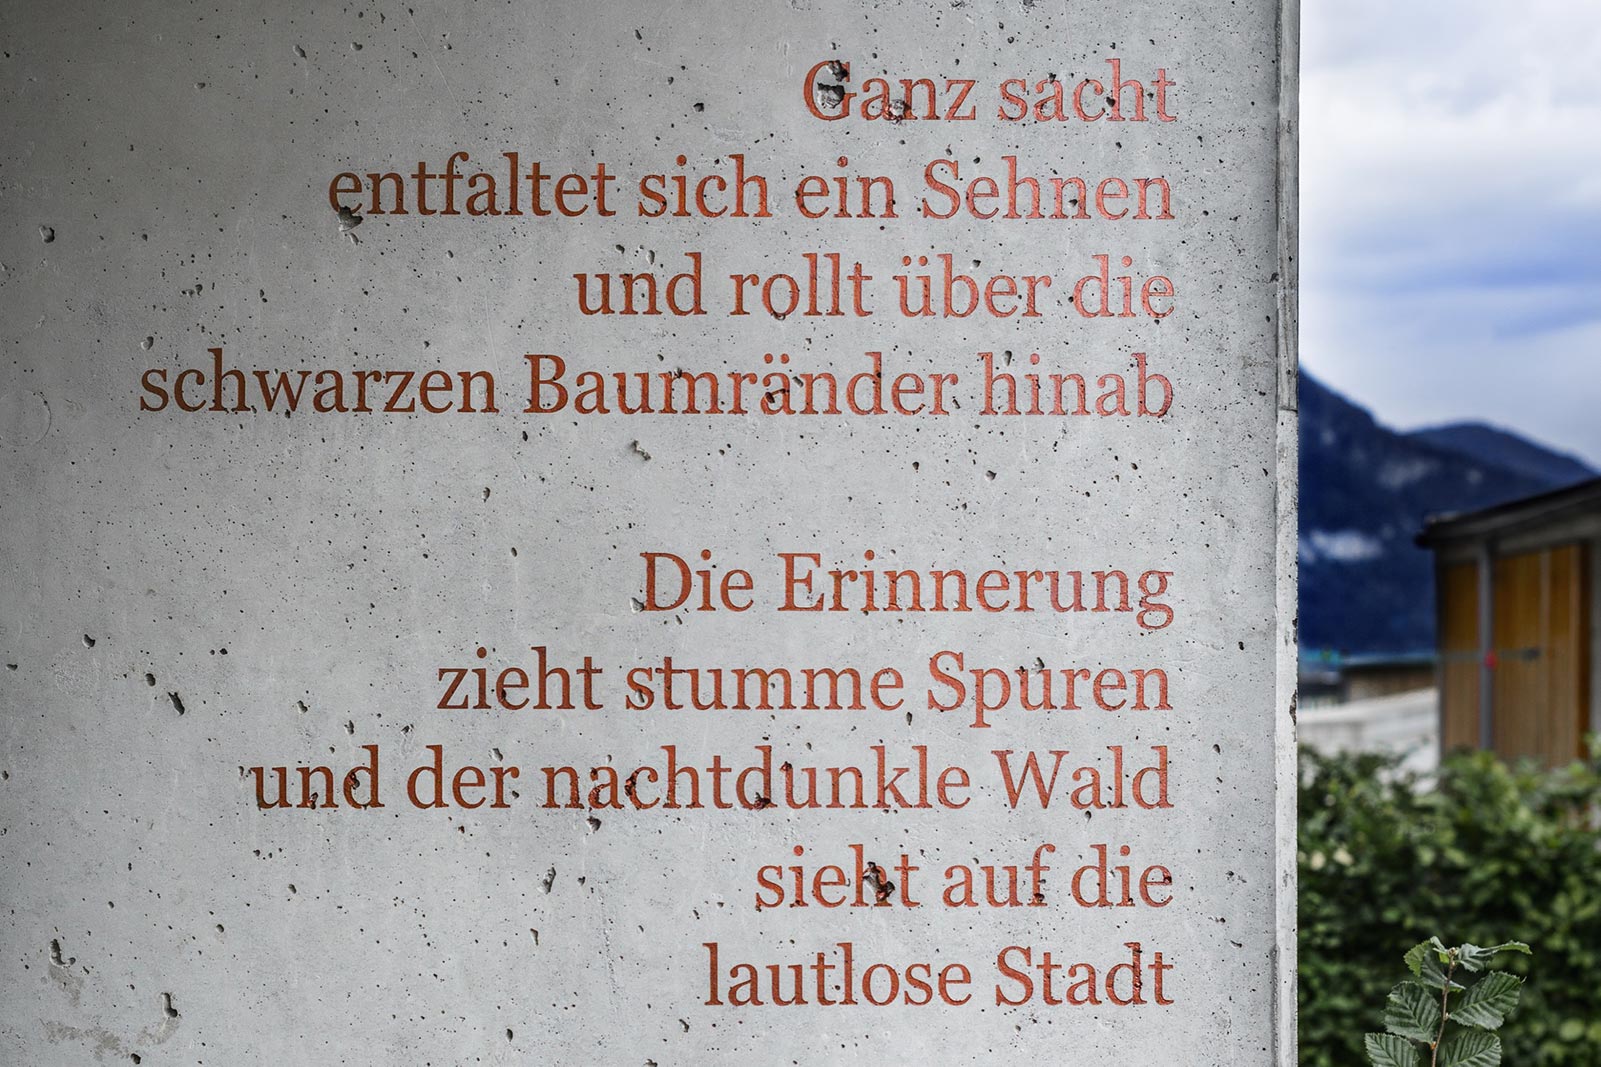 Ganz sacht
entfaltet sich ein Sehnen
und rollt über die
schwarzen Baumränder hinab
Die Erinnerung
zieht stumme Spuren
und der nachtdunkle Wald
sieht auf die
lautlose Stadt